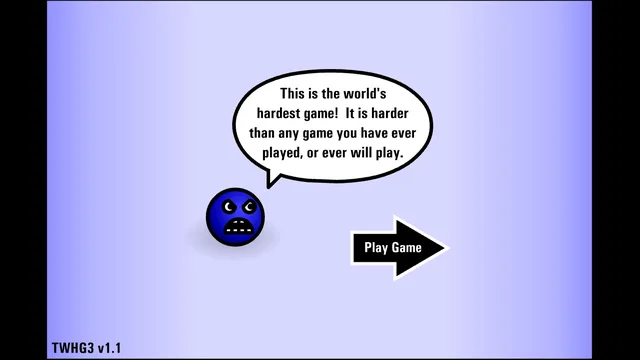 This is the world's
hardest game! It is harder
than any game you have ever
played, or ever will play.
Play Game
TWHG3 v1.1